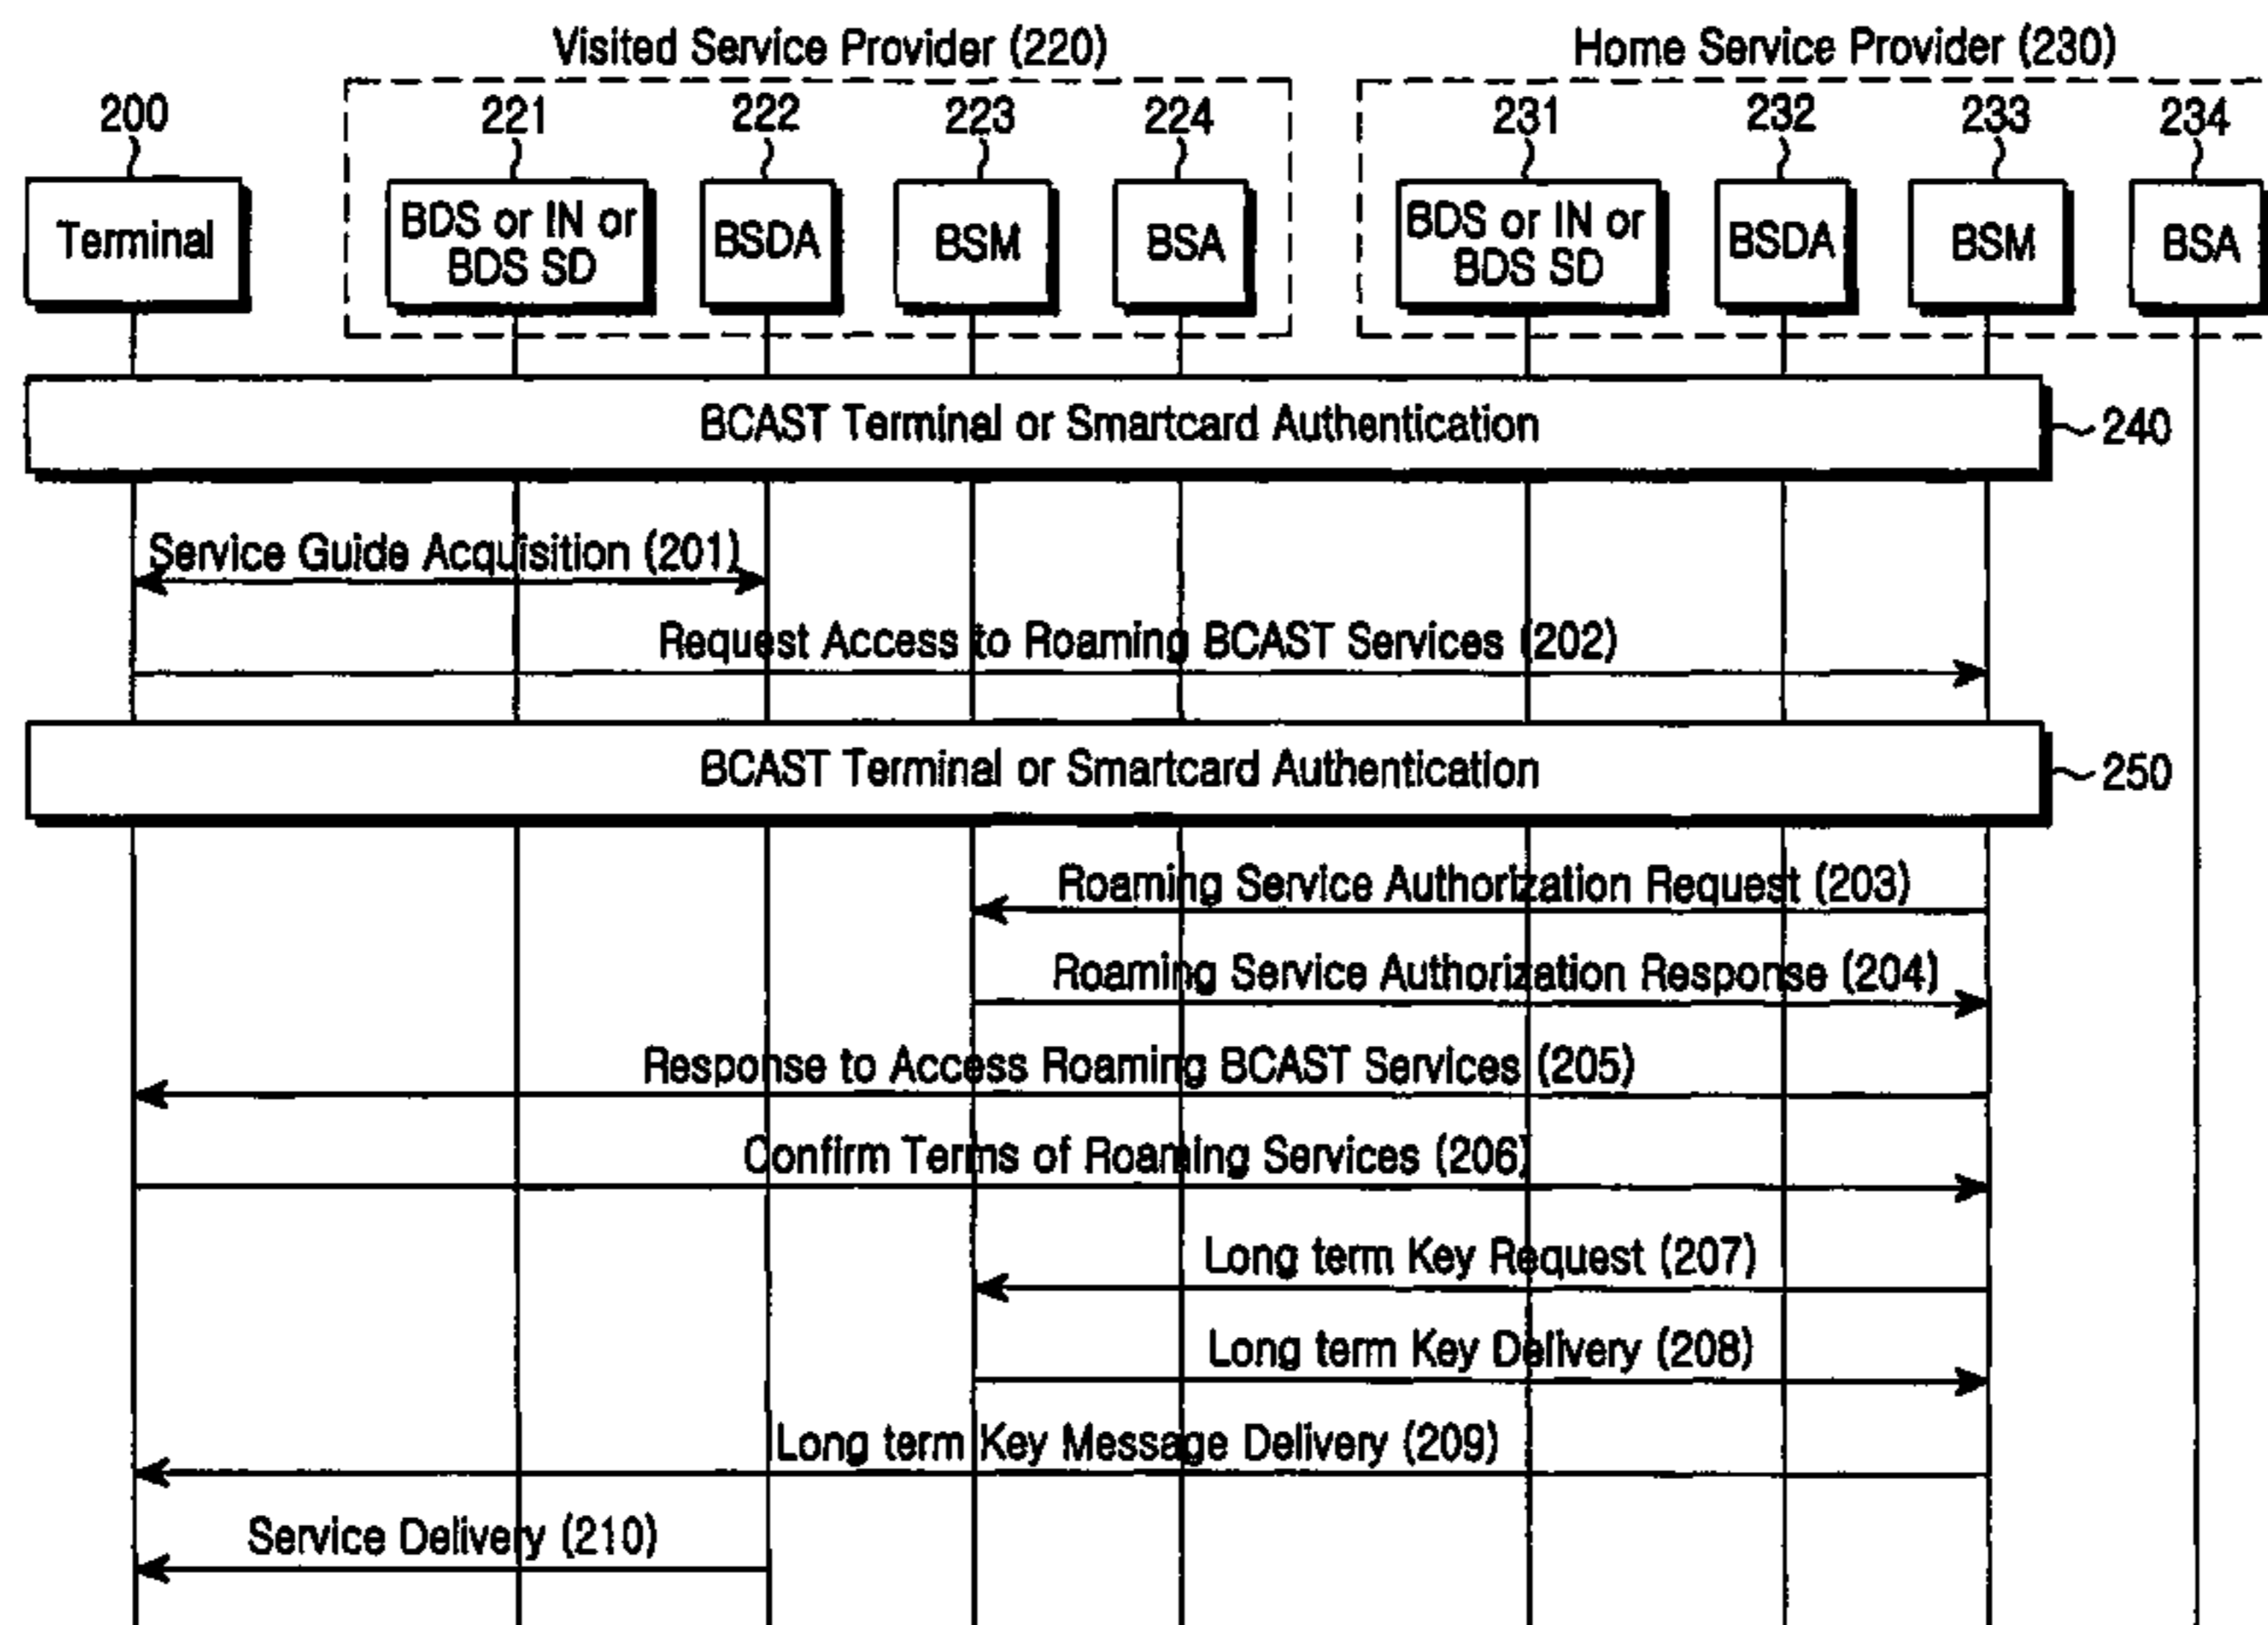 Visited Service Provider (220)
Home Service Provider (230)
200
221
222
223
224
231
232
233
234
Terminal
BDS or IN or
BDS SD
BSDA
BSM
BSA
BDS or IN or
BDS SD
BSDA
BSM
BSA
BCAST Terminal or Smartcard Authentication
240
Service Guide Acquisition (201)
Request Access to Roaming BCAST Services (202)
BCAST Terminal or Smartcard Authentication
250
Roaming Service Authorization Request (203)
Roaming Service Authorization Response (204)
Response to Access Roaming BCAST Services (205)
Confirm Terms of Roaming Services (206)
Long term Key Request (207)
Long term Key Delivery (208)
Long term Key Message Delivery (209)
Service Delivery (210)